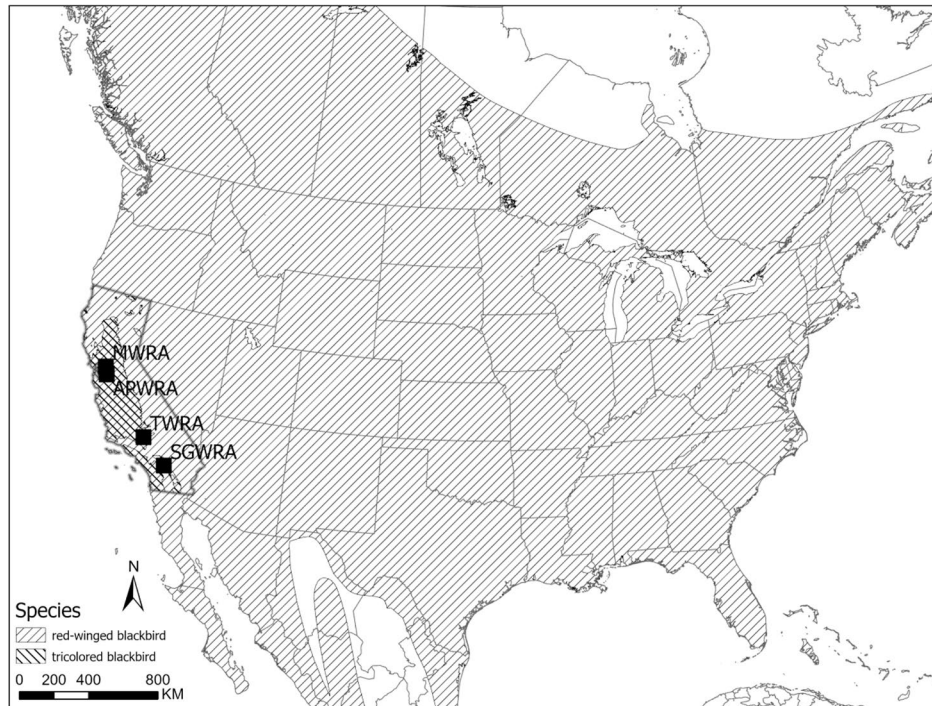 MWRA
APWRA
TWRA
SGWRA
N
Species
red-winged blackbird
tricolored blackbird
0 200 400 800
KM